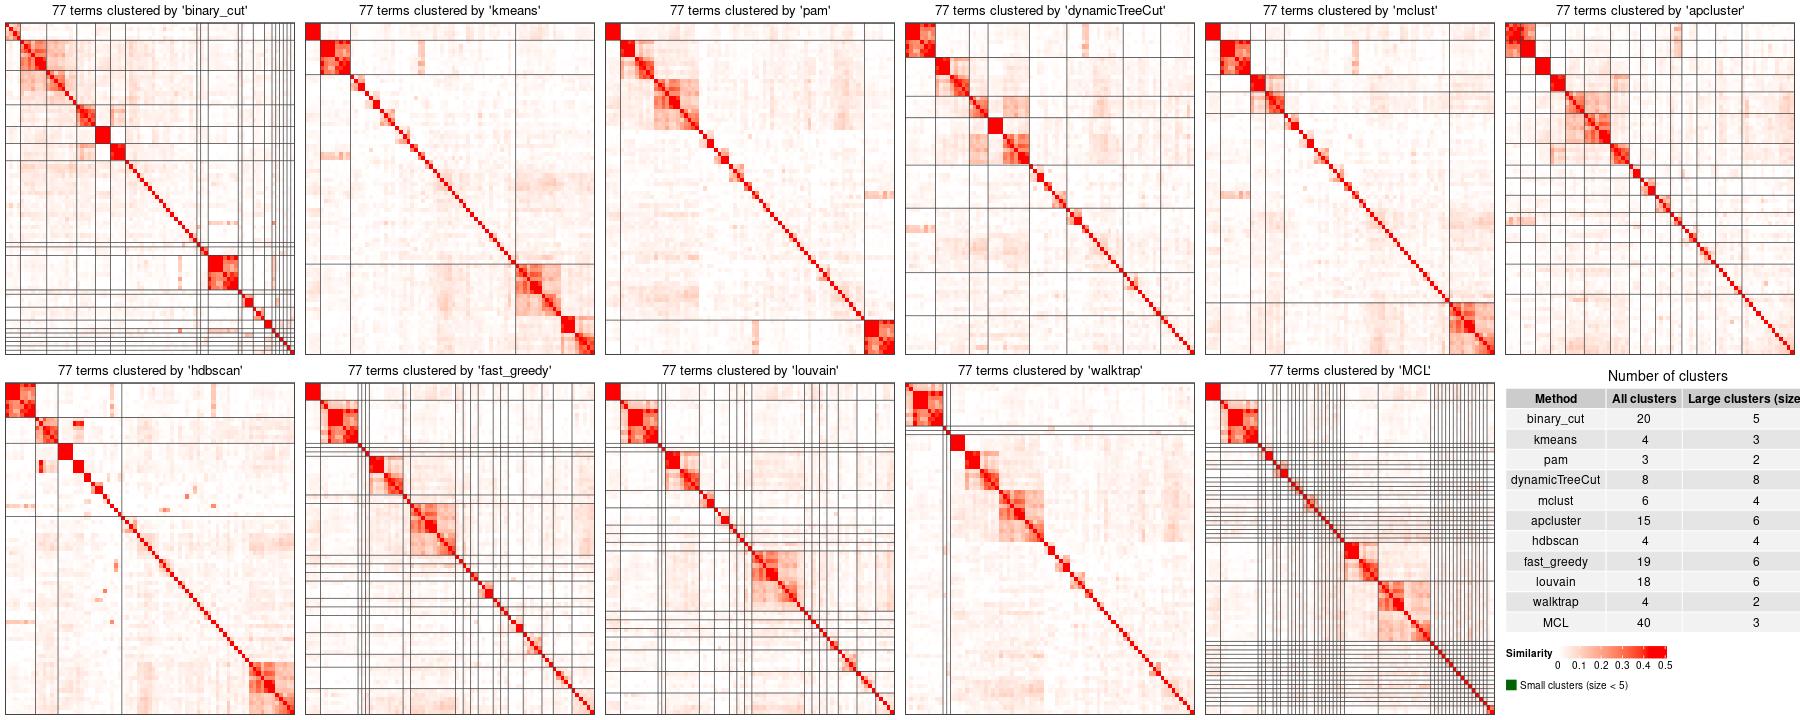 77 terms clustered by 'binary_cut'
77 terms clustered by 'kmeans'
77 terms clustered by 'pam'
77 terms clustered by 'dynamicTreeCut'
77 terms clustered by 'mclust'
77 terms clustered by 'apcluster'
77 terms clustered by 'hdbscan'
77 terms clustered by 'fast_greedy'
77 terms clustered by 'louvain'
77 terms clustered by 'walktrap'
77 terms clustered by 'MCL'
Number of clusters
Method All clusters Large clusters (size
binary_cut 20 5
kmeans 4 3
pam 3 2
dynamicTreeCut 8 8
mclust 6 4
apcluster 15 6
hdbscan 4 4
fast_greedy 19 6
louvain 18 6
walktrap 4 2
MCL 40 3
Similarity
0 0.1 0.2 0.3 0.4 0.5
Small clusters (size < 5)